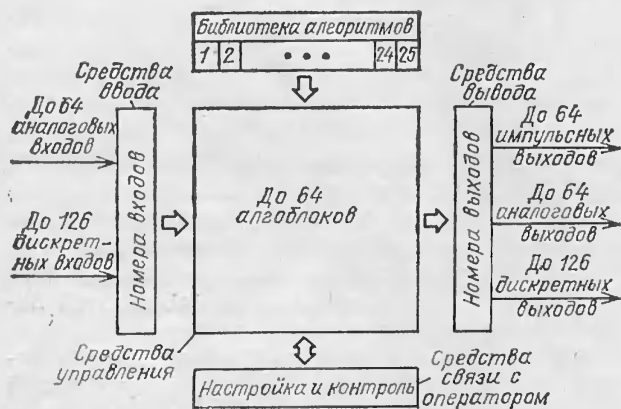 Библиотека алгоритмов
1 2 • • • 24 25
Средства
ввода
До 64
аналоговых
входов
До 126
дискрет-
ных входов
Номера входов
До 64
алгоблоков
Средства
вывода
Номера выходов
До 64
импульсных
выходов
До 64
аналоговых
выходов
До 126
дискретных
выходов
Средства
управления
Настройка и контроль
Средства
связи с
оператором